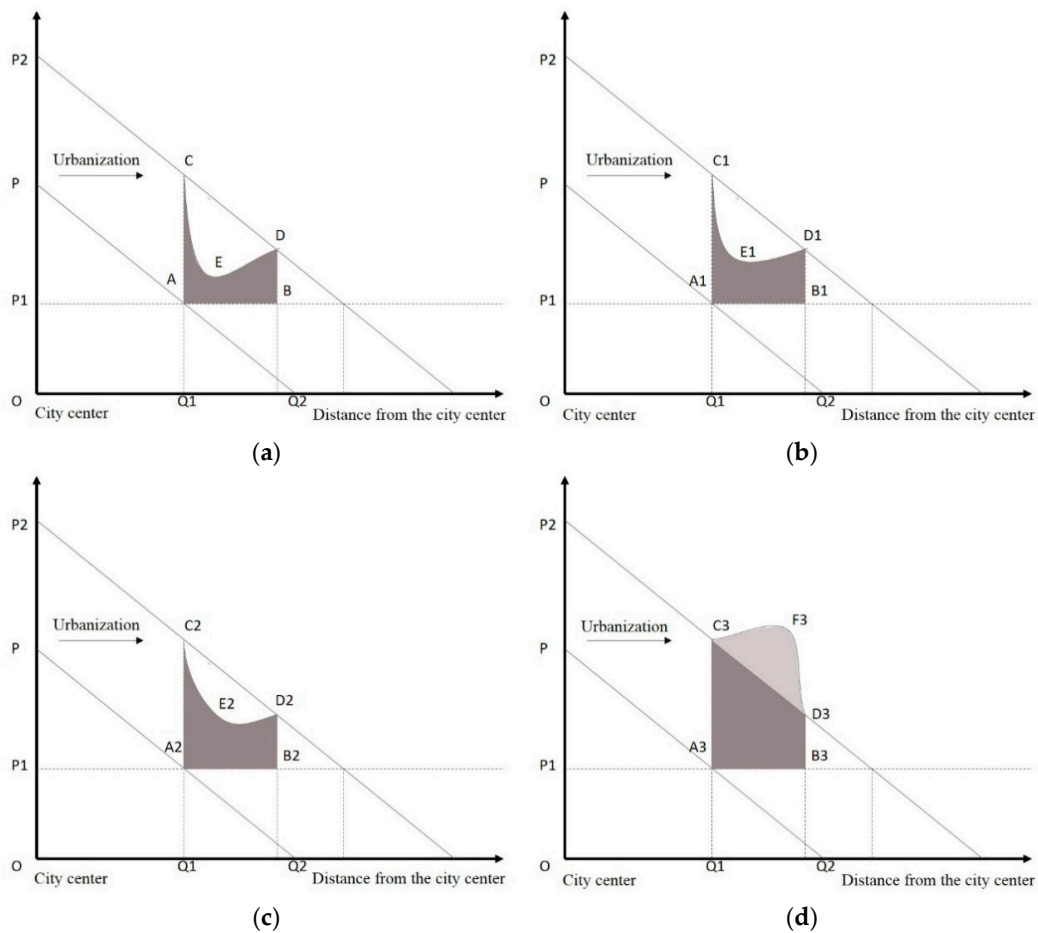 P2
Urbanization
C
P
D
E
A
B
P1
O
Q1
Q2
City center
Distance from the city center
(a)
P2
Urbanization
C1
P
D1
E1
A1
B1
P1
O
Q1
Q2
City center
Distance from the city center
(b)
P2
Urbanization
C2
P
D2
E2
A2
B2
P1
O
Q1
Q2
City center
Distance from the city center
(c)
P2
Urbanization
C3
F3
P
D3
A3
B3
P1
O
Q1
Q2
City center
Distance from the city center
(d)